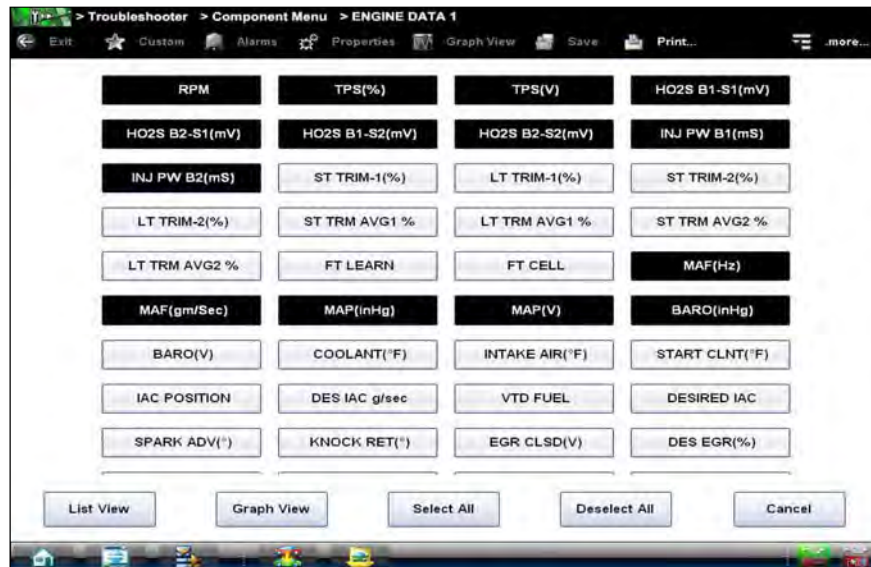 > Troubleshooter > Component Menu > ENGINE DATA 1
Exit Custom Alarms Properties Graph View Save Print... .more...
RPM TPS(%) TPS(V) HO2S B1-S1(mV)
HO2S B2-S1(mV) HO2S B1-S2(mV) HO2S B2-S2(mV) INJ PW B1(mS)
INJ PW B2(mS) ST TRIM-1(%) LT TRIM-1(%) ST TRIM-2(%)
LT TRIM-2(%) ST TRM AVG1 % LT TRM AVG1 % ST TRM AVG2 %
LT TRM AVG2 % FT LEARN FT CELL MAF(Hz)
MAF(gm/Sec) MAP(inHg) MAP(V) BARO(inHg)
BARO(V) COOLANT(°F) INTAKE AIR(°F) START CLNT(°F)
IAC POSITION DES IAC g/sec VTD FUEL DESIRED IAC
SPARK ADV(°) KNOCK RET(°) EGR CLSD(V) DES EGR(%)
List View Graph View Select All Deselect All Cancel